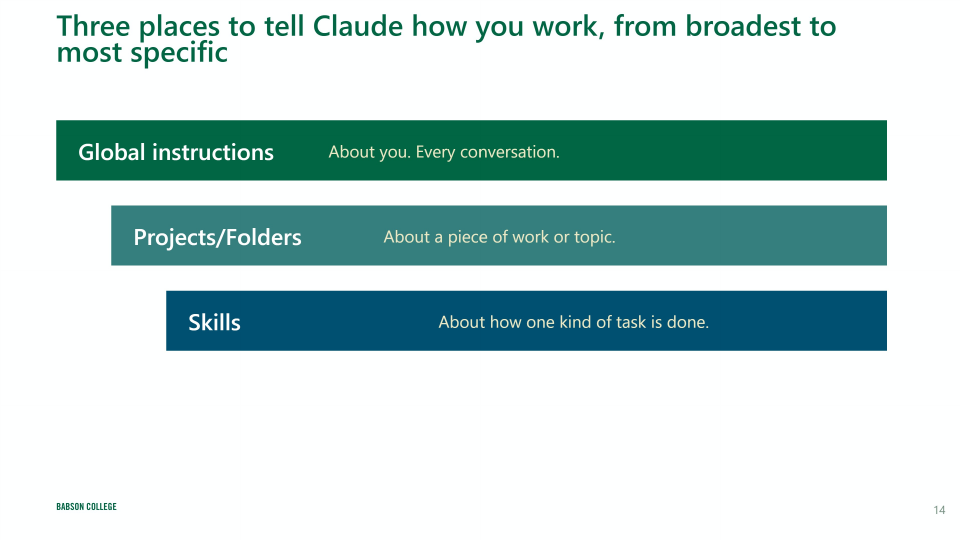 Three places to tell Claude how you work, from broadest to
most specific
Global instructions
About you. Every conversation.
Projects/Folders
About a piece of work or topic.
Skills
About how one kind of task is done.
BABSON COLLEGE
14